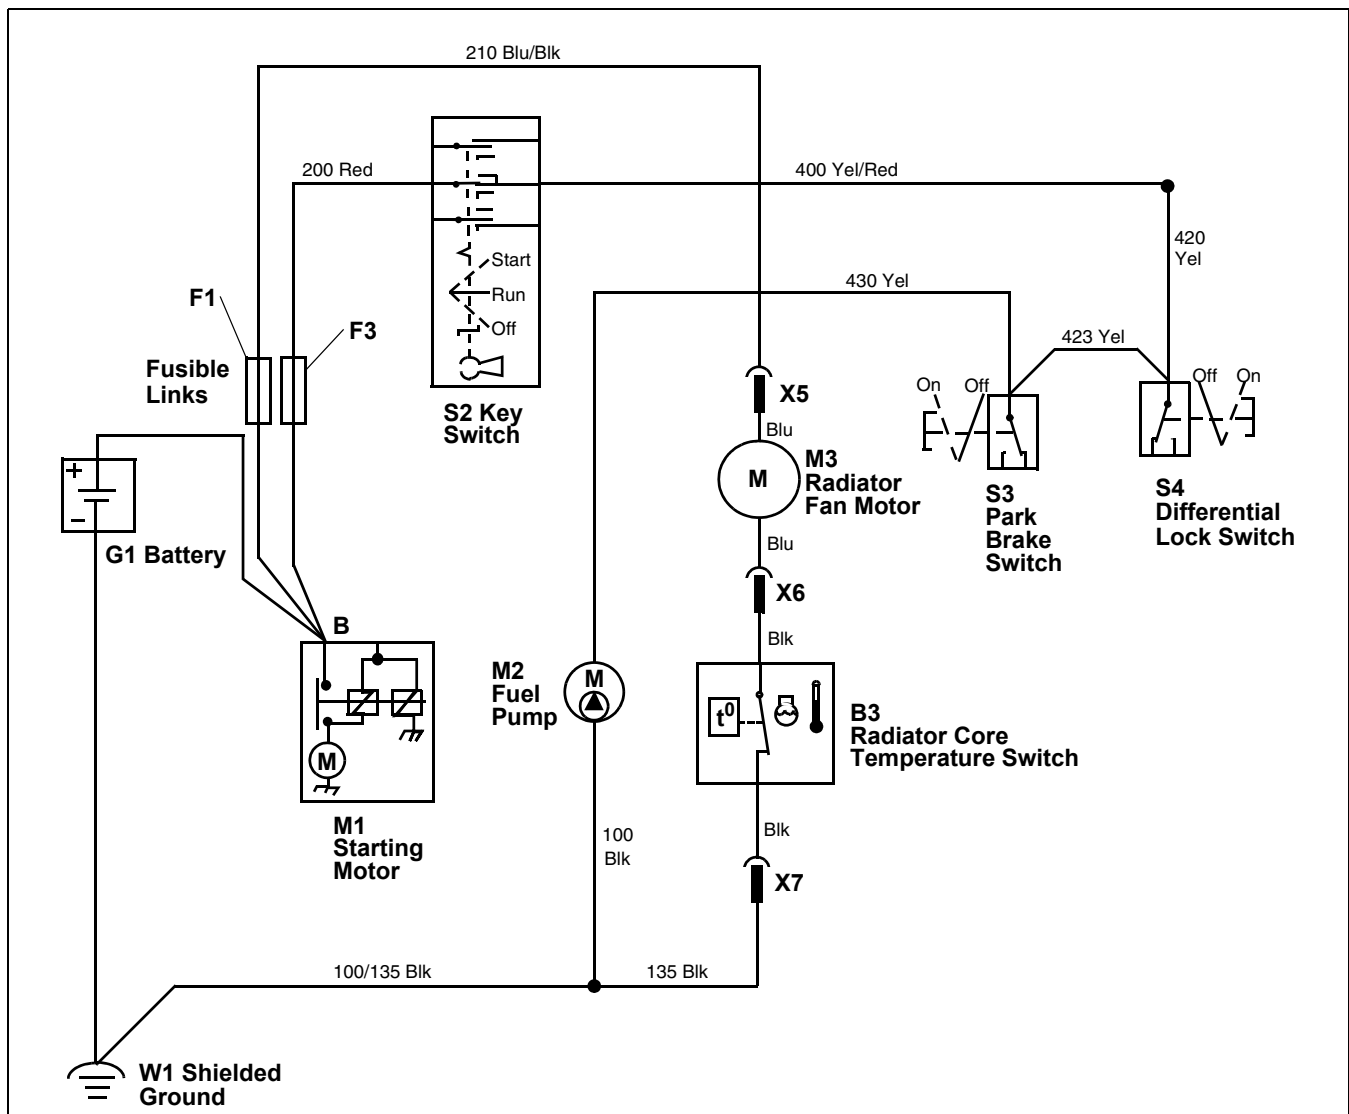 210 Blu/Blk
200 Red
400 Yel/Red
420
Yel
Start
Run
Off
430 Yel
F1
F3
Fusible
Links
423 Yel
On
Off
Off
On
S2 Key
Switch
X5
Blu
+
−
G1 Battery
M
M3
Radiator
Fan Motor
S3
Park
Brake
Switch
S4
Differential
Lock Switch
Blu
X6
Blk
B
M2
Fuel
Pump
M
t⁰
B3
Radiator Core
Temperature Switch
M
M1
Starting
Motor
100
Blk
Blk
X7
100/135 Blk
135 Blk
W1 Shielded
Ground